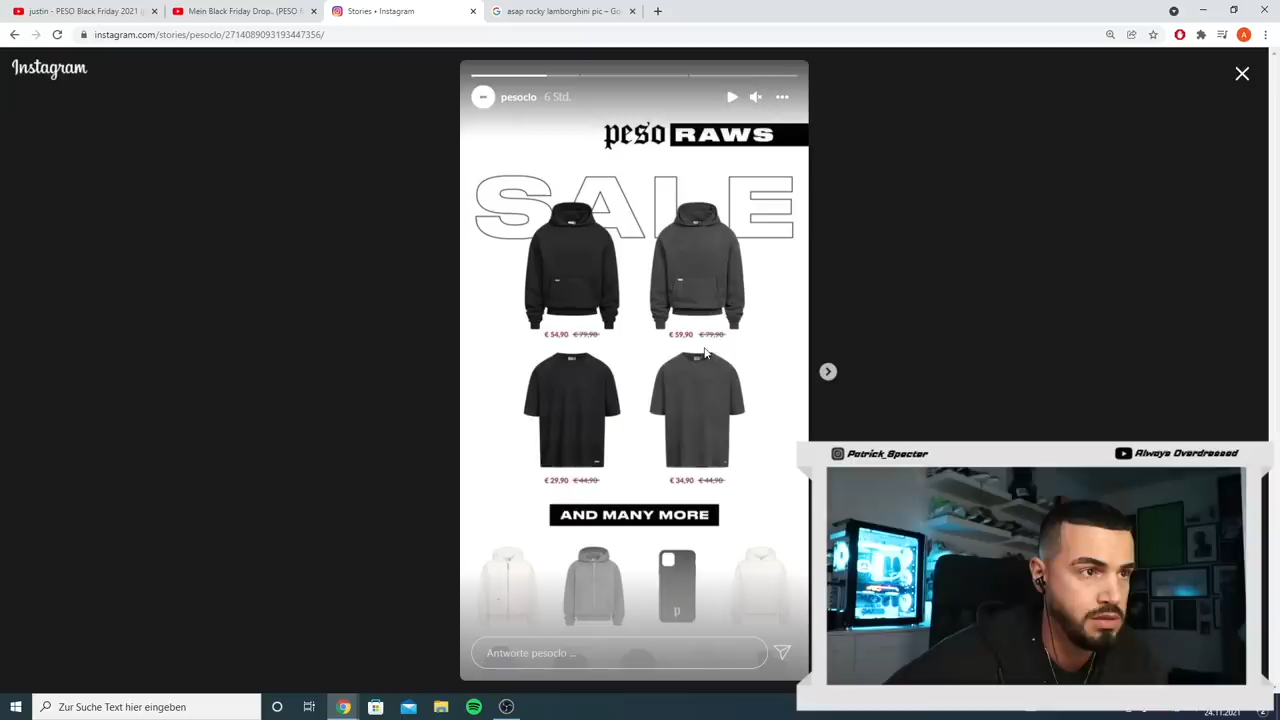 justin - PESO Black Friday 2021 (
Mein Black Friday Drop.. (PESO f
Stories • Instagram
asap rocky lamborghini pic – Go
instagram.com/stories/pesoclo/2714089093193447356/
A
Instagram
pesoclo 6 Std.
peso RAWS
SALE
€ 54,90 €79,90
€ 59,90 €79,90
€ 29,90 €44,90
€ 34,90 €44,90
AND MANY MORE
p
Antworte pesoclo ...
Patrick_Specter
Always Overdressed
Zur Suche Text hier eingeben
24.11.2021